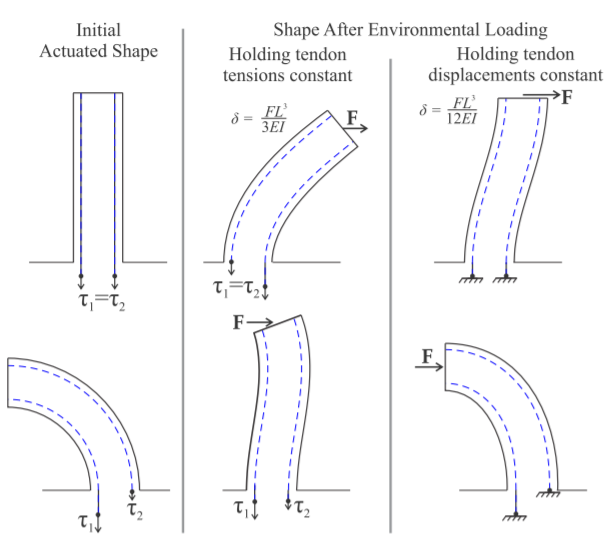 Initial
Actuated Shape
Shape After Environmental Loading
Holding tendon
tensions constant
Holding tendon
displacements constant
δ = FL³/3EI
F
δ = FL³/12EI
F
τ₁=τ₂
τ₁=τ₂
F
F
τ₁
τ₂
τ₁
τ₂